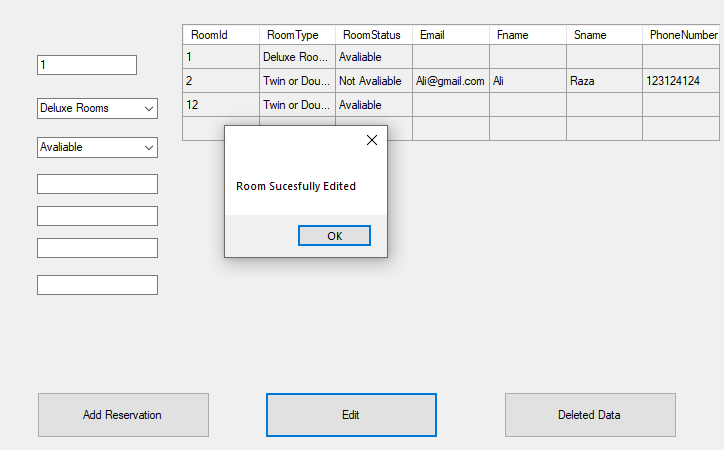 RoomId RoomType RoomStatus Email Fname Sname PhoneNumber
1
1 Deluxe Roo... Avaliable
2 Twin or Dou... Not Avaliable Ali@gmail.com Ali Raza 123124124
Deluxe Rooms
12 Twin or Dou... Avaliable
Avaliable
Room Sucesfully Edited
OK
Add Reservation Edit Deleted Data